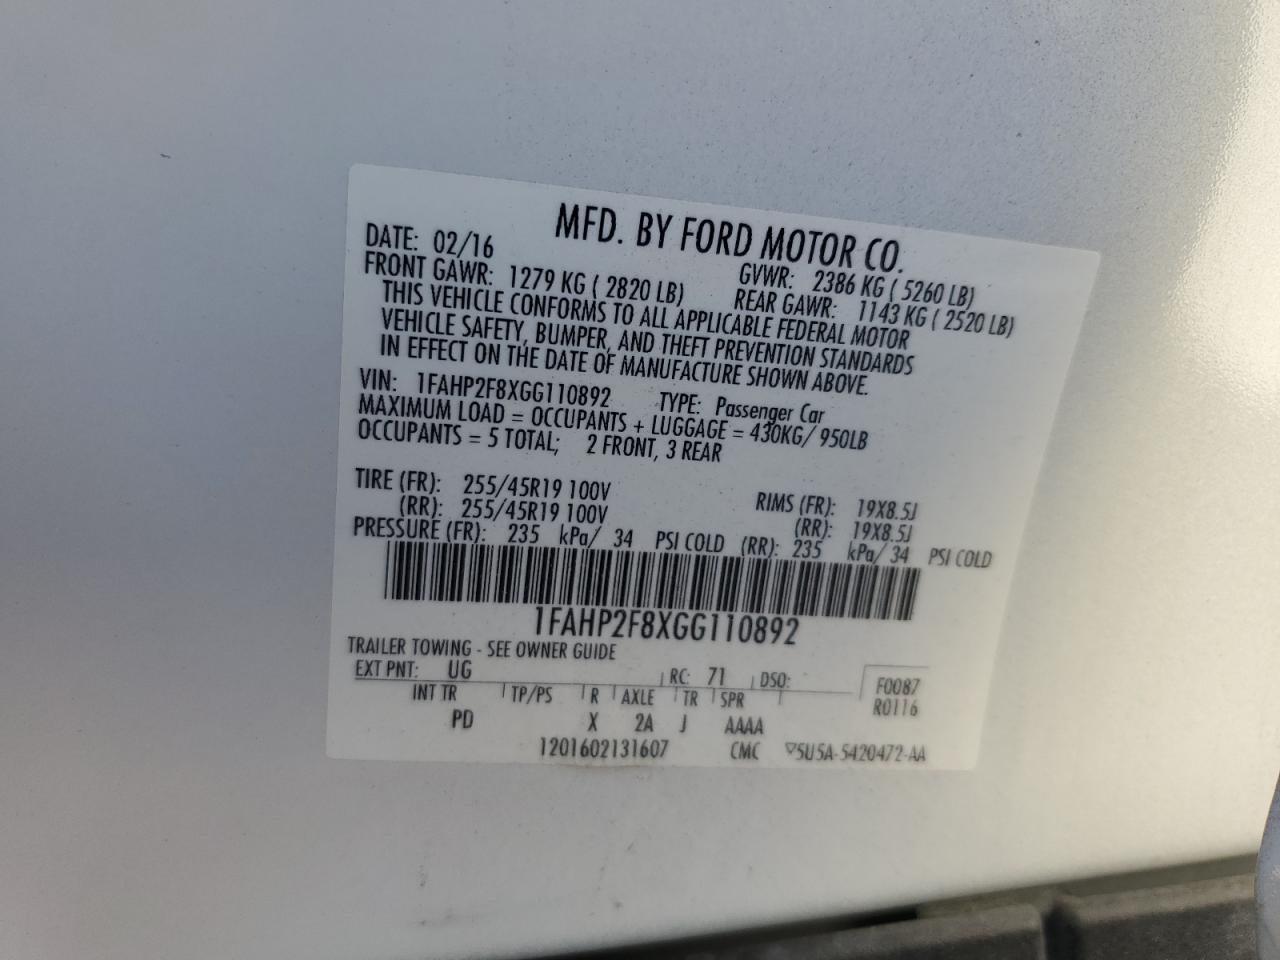 MFD. BY FORD MOTOR CO.
DATE: 02/16 GVWR: 2386 KG ( 5260 LB)
FRONT GAWR: 1279 KG ( 2820 LB) REAR GAWR: 1143 KG ( 2520 LB)
THIS VEHICLE CONFORMS TO ALL APPLICABLE FEDERAL MOTOR
VEHICLE SAFETY, BUMPER, AND THEFT PREVENTION STANDARDS
IN EFFECT ON THE DATE OF MANUFACTURE SHOWN ABOVE.
VIN: 1FAHP2F8XGG110892 TYPE: Passenger Car
MAXIMUM LOAD = OCCUPANTS + LUGGAGE = 430KG/ 950LB
OCCUPANTS = 5 TOTAL; 2 FRONT, 3 REAR
TIRE (FR): 255/45R19 100V RIMS (FR): 19X8.5J
(RR): 255/45R19 100V (RR): 19X8.5J
PRESSURE (FR): 235 kPa/ 34 PSI COLD (RR): 235 kPa/ 34 PSI COLD
1FAHP2F8XGG110892
TRAILER TOWING - SEE OWNER GUIDE
EXT PNT: UG RC: 71 DSO: F0087
INT TR TP/PS R AXLE TR SPR R0116
PD X 2A J AAAA
1201602131607 CMC ▽5U5A-5420472-AA